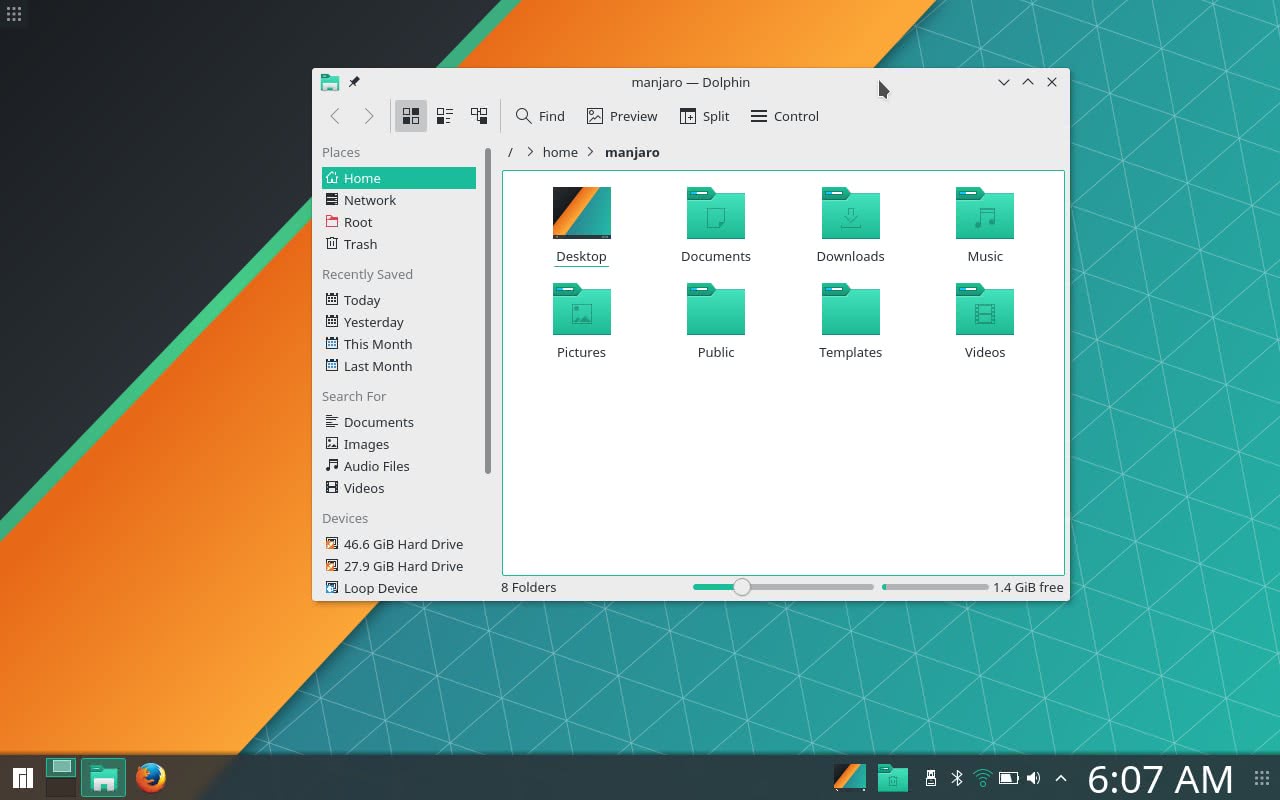 manjaro — Dolphin
Find Preview Split Control
Places
Home
Network
Root
Trash
Recently Saved
Today
Yesterday
This Month
Last Month
Search For
Documents
Images
Audio Files
Videos
Devices
46.6 GiB Hard Drive
27.9 GiB Hard Drive
Loop Device
/ > home > manjaro
Desktop Documents Downloads Music
Pictures Public Templates Videos
8 Folders 1.4 GiB free
6:07 AM